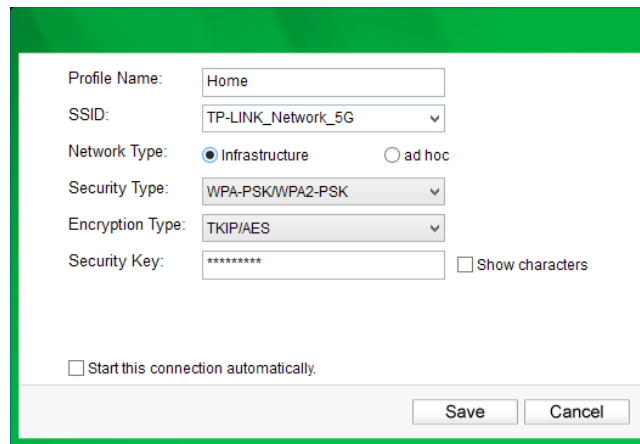 Profile Name: Home
SSID: TP-LINK_Network_5G
Network Type: Infrastructure ad hoc
Security Type: WPA-PSK/WPA2-PSK
Encryption Type: TKIP/AES
Security Key: ********* Show characters
Start this connection automatically.
Save Cancel